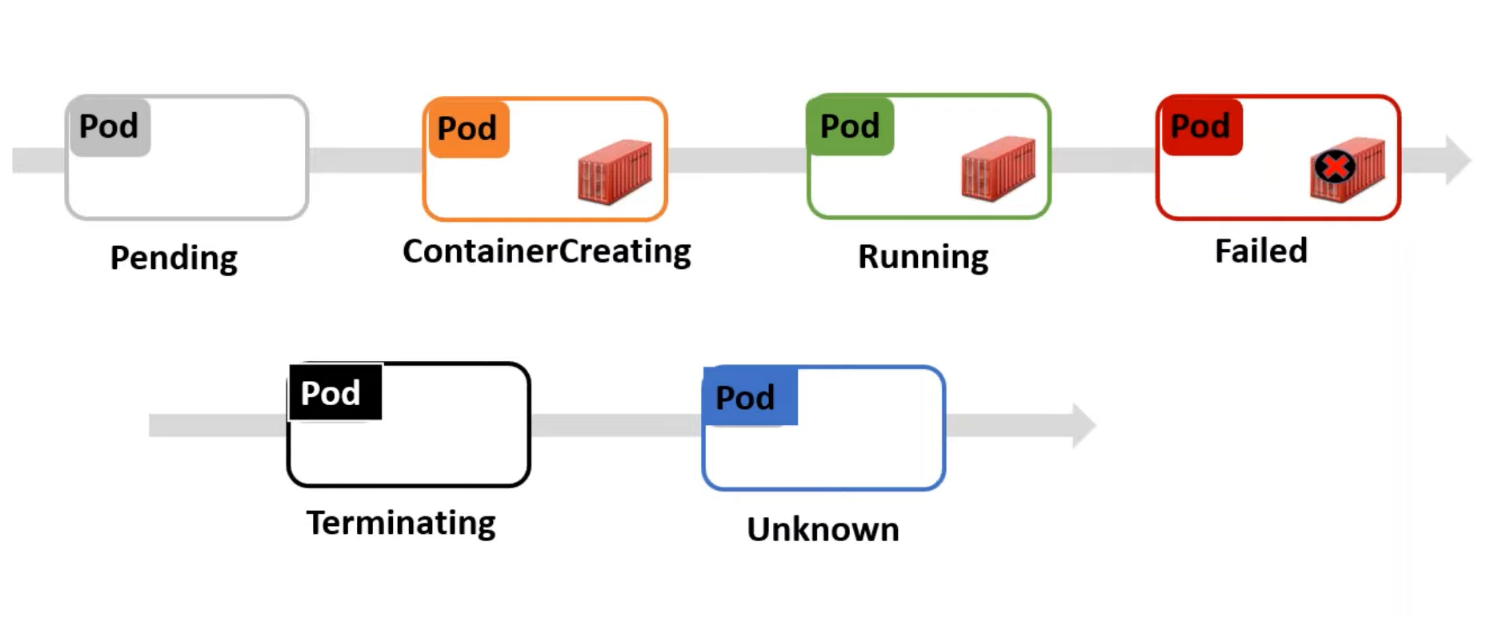 Pod
Pod
Pod
Pod
Pending
ContainerCreating
Running
Failed
Pod
Pod
Terminating
Unknown